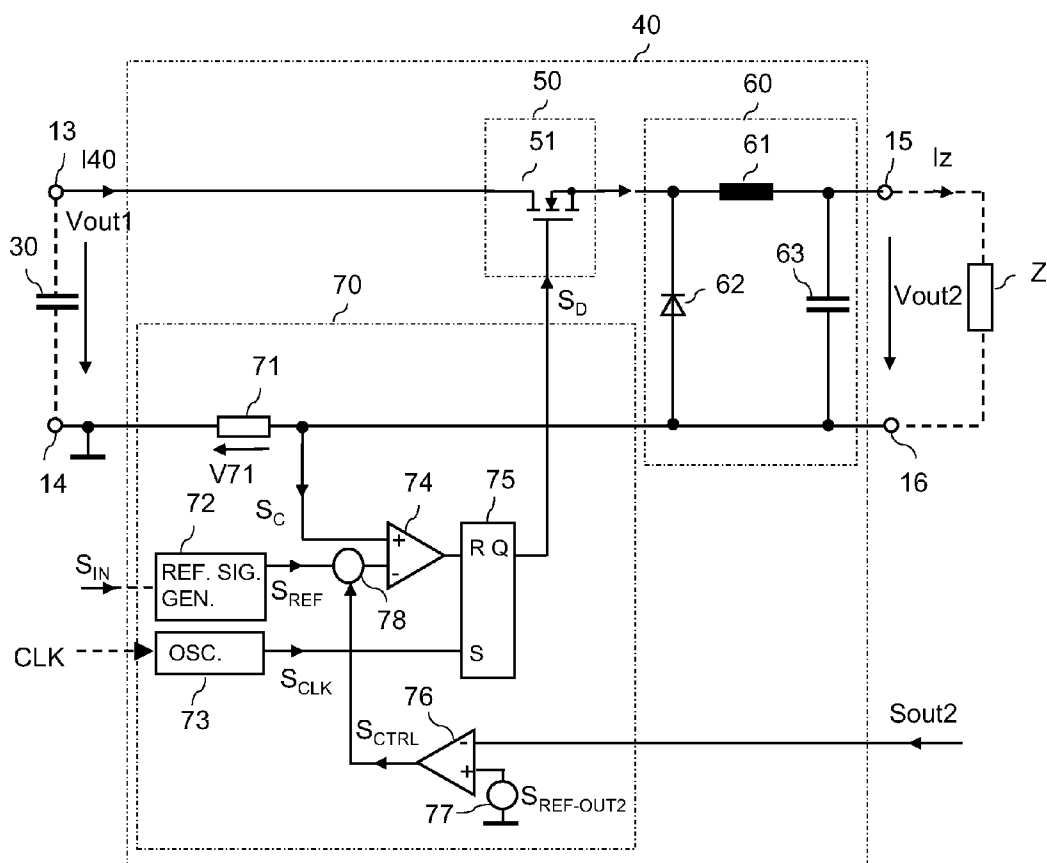 40
50
60
13
I40
51
61
15
Iz
Vout1
30
62
63
Vout2
Z
S_D
70
71
14
V71
16
S_C
74
75
72
+
-
R Q
S_IN
REF. SIG.
GEN.
S_REF
78
CLK
OSC.
S_CLK
S
73
76
Sout2
S_CTRL
-
+
77
S_REF-OUT2